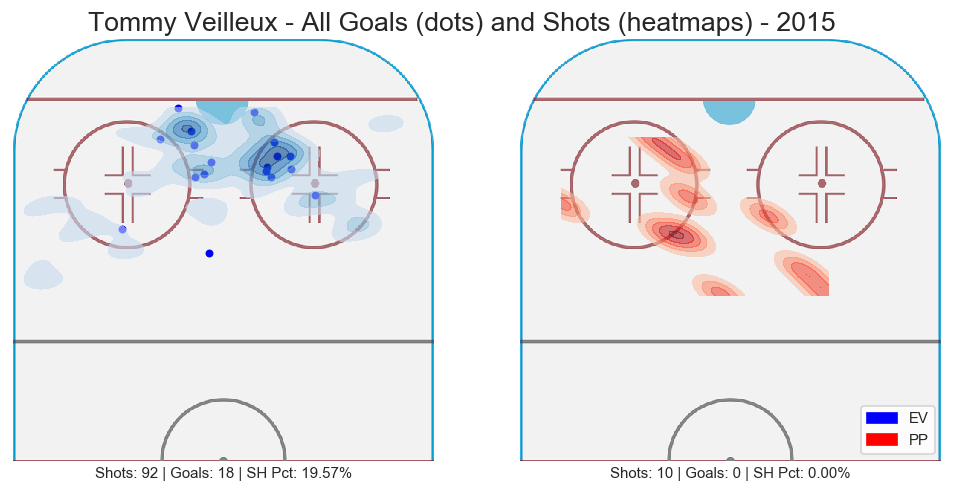 Tommy Veilleux - All Goals (dots) and Shots (heatmaps) - 2015
EV
PP
Shots: 92 | Goals: 18 | SH Pct: 19.57%
Shots: 10 | Goals: 0 | SH Pct: 0.00%